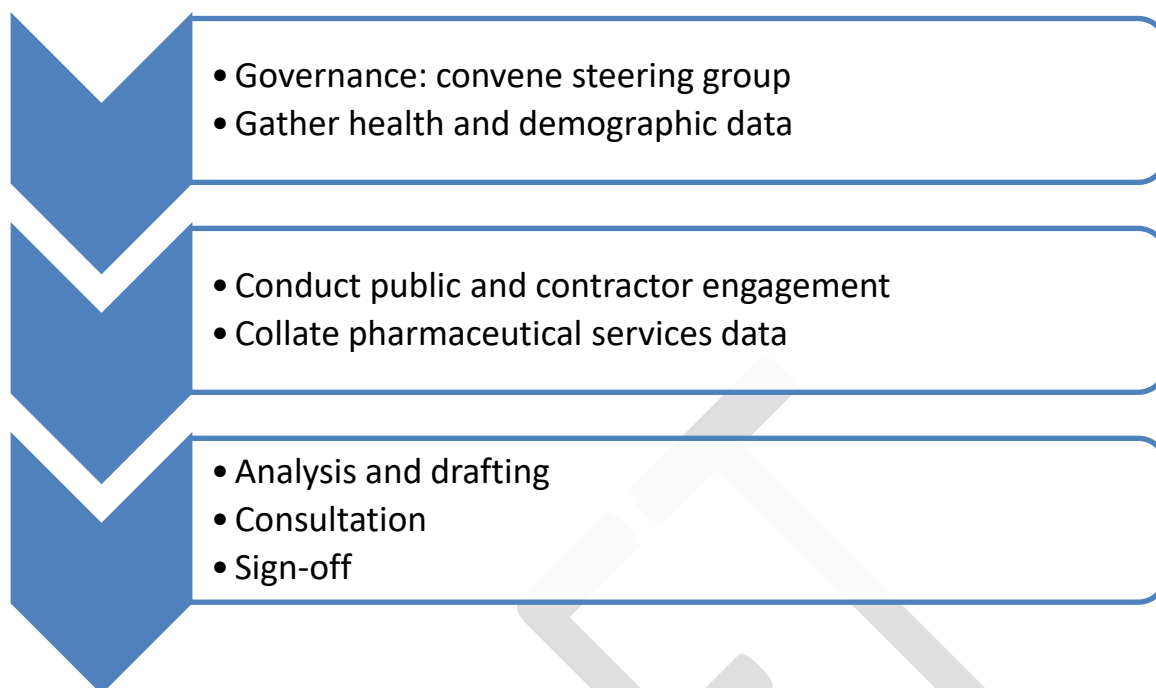 • Governance: convene steering group
• Gather health and demographic data
• Conduct public and contractor engagement
• Collate pharmaceutical services data
• Analysis and drafting
• Consultation
• Sign-off